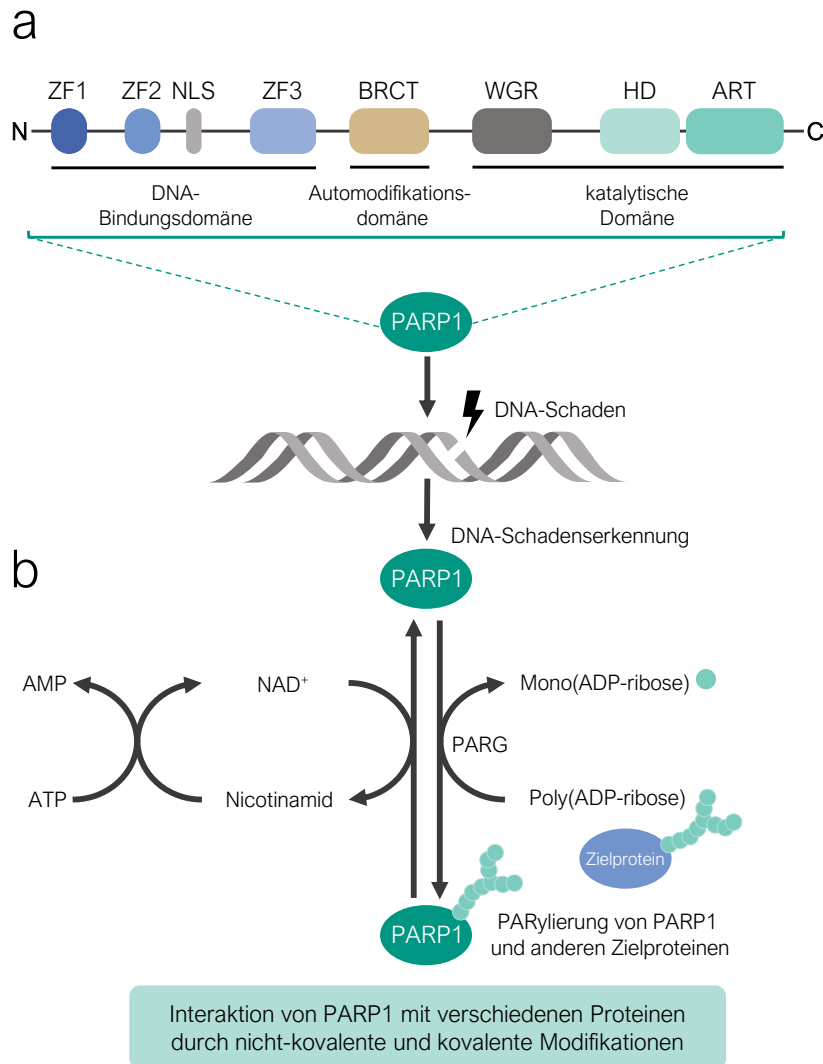 a
ZF1 ZF2 NLS ZF3 BRCT WGR HD ART
N C
DNA-
Bindungsdomäne
Automodifikations-
domäne
katalytische
Domäne
PARP1
DNA-Schaden
DNA-Schadenserkennung
b
PARP1
AMP NAD⁺ Mono(ADP-ribose)
PARG
ATP Nicotinamid Poly(ADP-ribose)
Zielprotein
PARP1
PARylierung von PARP1
und anderen Zielproteinen
Interaktion von PARP1 mit verschiedenen Proteinen
durch nicht-kovalente und kovalente Modifikationen